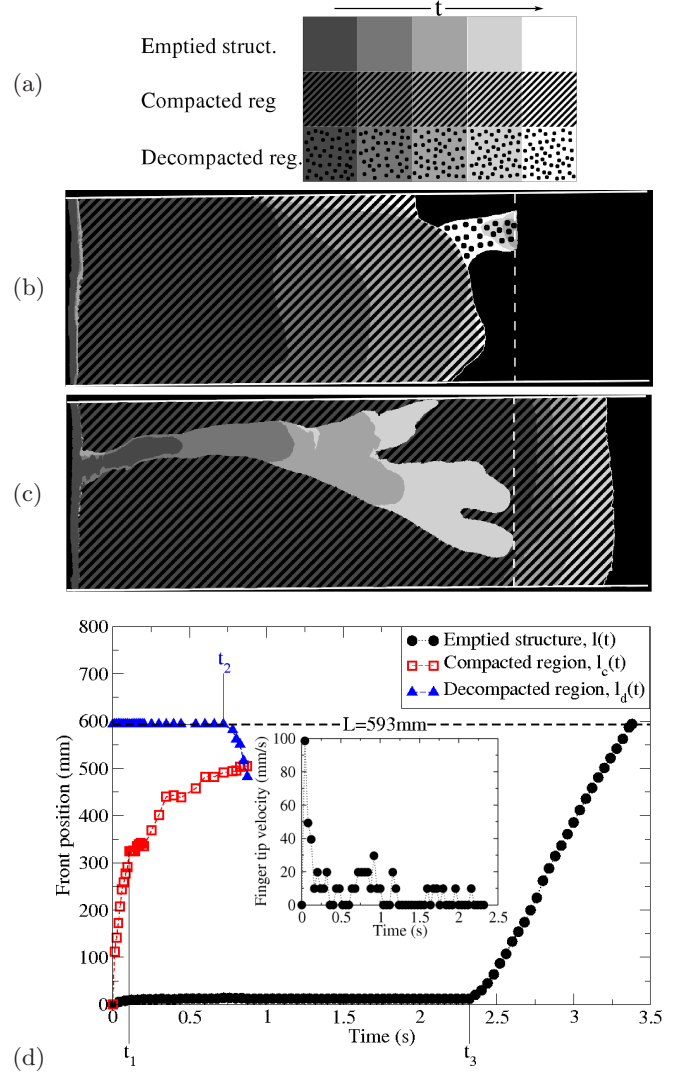 t
Emptied struct.
(a)
Compacted reg
Decompacted reg.
(b)
(c)
800
700
600
500
400
300
200
100
0
Front position (mm)
t2
Emptied structure, l(t)
Compacted region, l_c(t)
Decompacted region, l_d(t)
L=593mm
100
80
60
40
20
0
Finger tip velocity (mm/s)
0 0.5 1 1.5 2 2.5
Time (s)
0 0.5 1 1.5 2 2.5 3 3.5
Time (s)
t1
t3
(d)